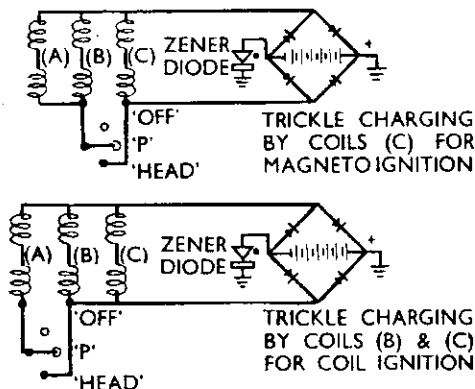 (A) (B) (C)
ZENER
DIODE
+
'OFF'
'P'
'HEAD'
TRICKLE CHARGING
BY COILS (C) FOR
MAGNETO IGNITION
(A) (B) (C)
ZENER
DIODE
+
'OFF'
'P'
'HEAD'
TRICKLE CHARGING
BY COILS (B) & (C)
FOR COIL IGNITION